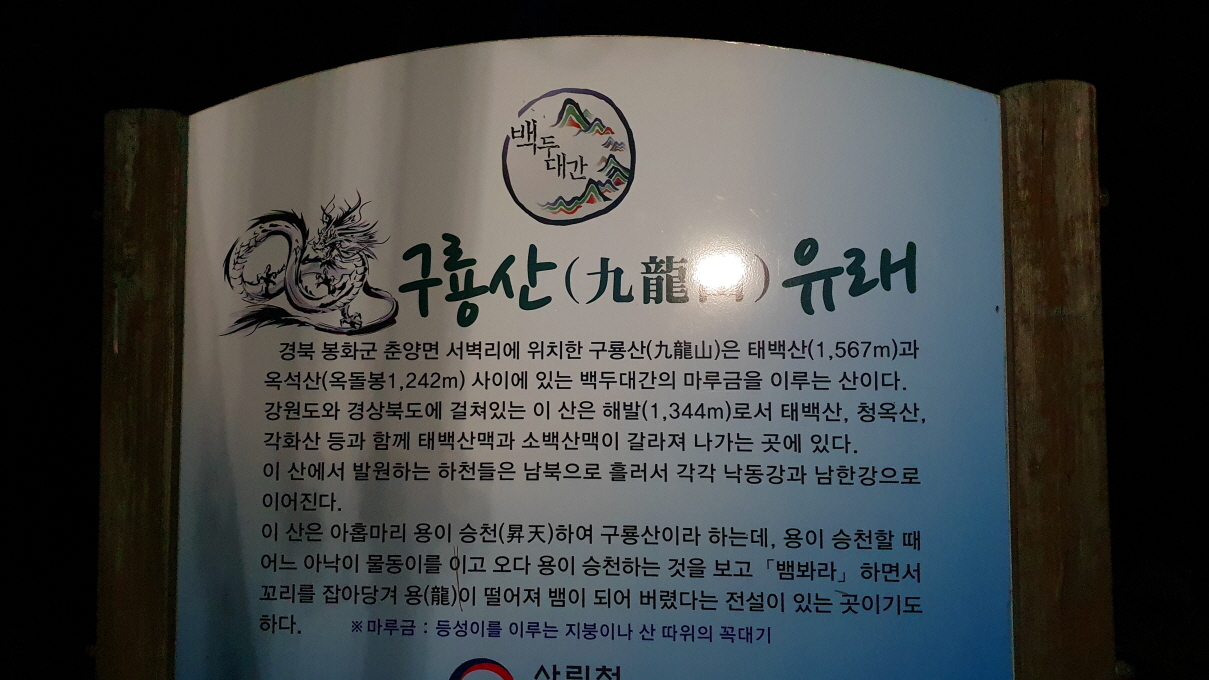 백두
대간
구룡산(九龍山) 유래
경북 봉화군 춘양면 서벽리에 위치한 구룡산(九龍山)은 태백산(1,567m)과
옥석산(옥돌봉1,242m) 사이에 있는 백두대간의 마루금을 이루는 산이다.
강원도와 경상북도에 걸쳐있는 이 산은 해발(1,344m)로서 태백산, 청옥산,
각화산 등과 함께 태백산맥과 소백산맥이 갈라져 나가는 곳에 있다.
이 산에서 발원하는 하천들은 남북으로 흘러서 각각 낙동강과 남한강으로
이어진다.
이 산은 아홉마리 용이 승천(昇天)하여 구룡산이라 하는데, 용이 승천할 때
어느 아낙이 물동이를 이고 오다 용이 승천하는 것을 보고 「뱀봐라」 하면서
꼬리를 잡아당겨 용(龍)이 떨어져 뱀이 되어 버렸다는 전설이 있는 곳이기도
하다. ※마루금 : 등성이를 이루는 지붕이나 산 따위의 꼭대기
산림청